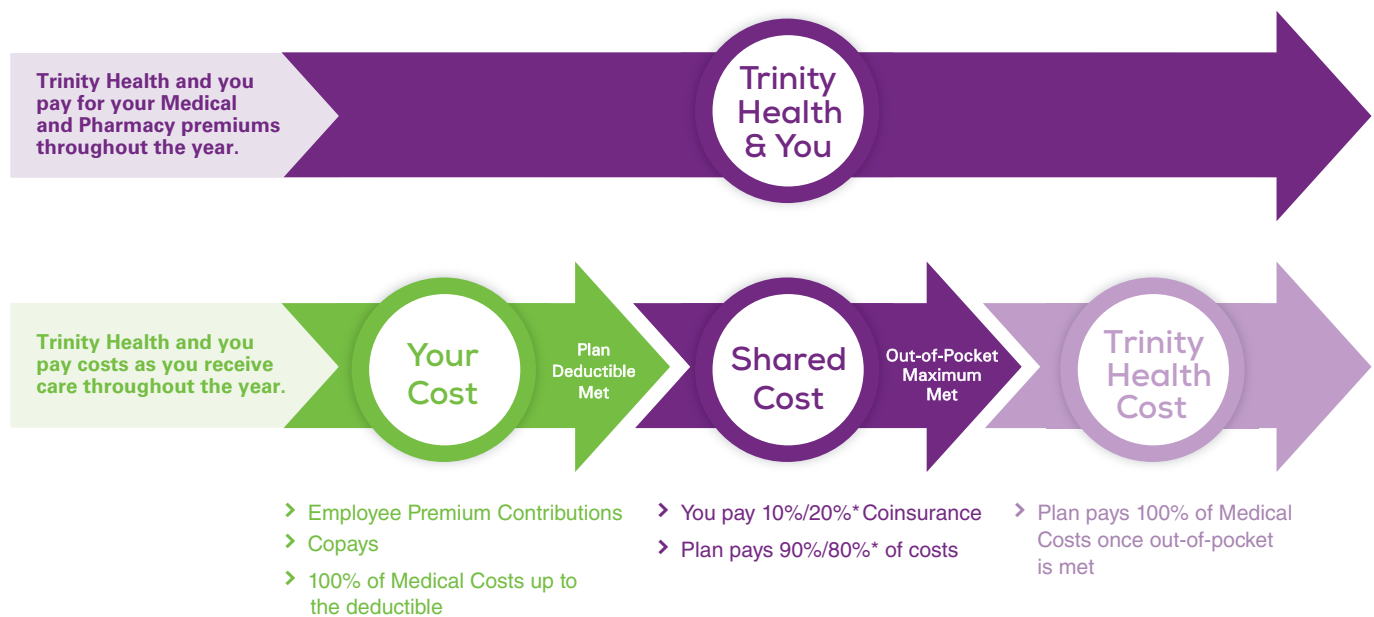 Trinity Health and you
pay for your Medical
and Pharmacy premiums
throughout the year.
Trinity
Health
& You
Trinity Health and you
pay costs as you receive
care throughout the year.
Your
Cost
Plan
Deductible
Met
Shared
Cost
Out-of-Pocket
Maximum
Met
Trinity
Health
Cost
> Employee Premium Contributions
> Copays
> 100% of Medical Costs up to
the deductible
> You pay 10%/20%* Coinsurance
> Plan pays 90%/80%* of costs
> Plan pays 100% of Medical
Costs once out-of-pocket
is met